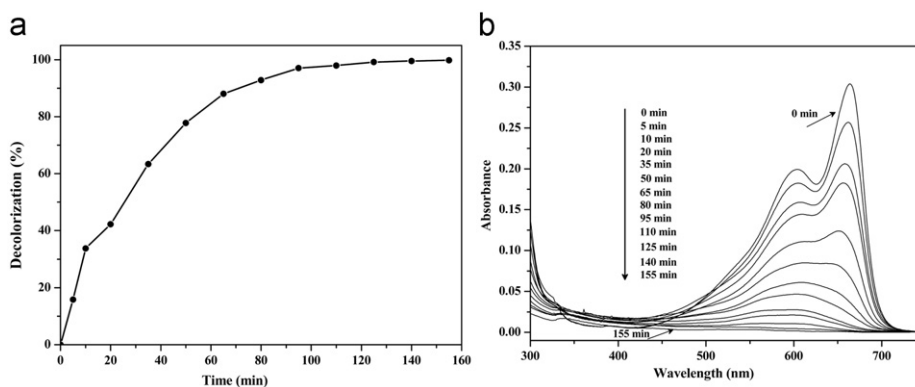 a
100
80
60
40
20
0
0 20 40 60 80 100 120 140 160
Decolorization (%)
Time (min)
b
0.35
0.30
0.25
0.20
0.15
0.10
0.05
0.00
300 400 500 600 700
Absorbance
Wavelength (nm)
0 min
5 min
10 min
20 min
35 min
50 min
65 min
80 min
95 min
110 min
125 min
140 min
155 min
0 min
155 min